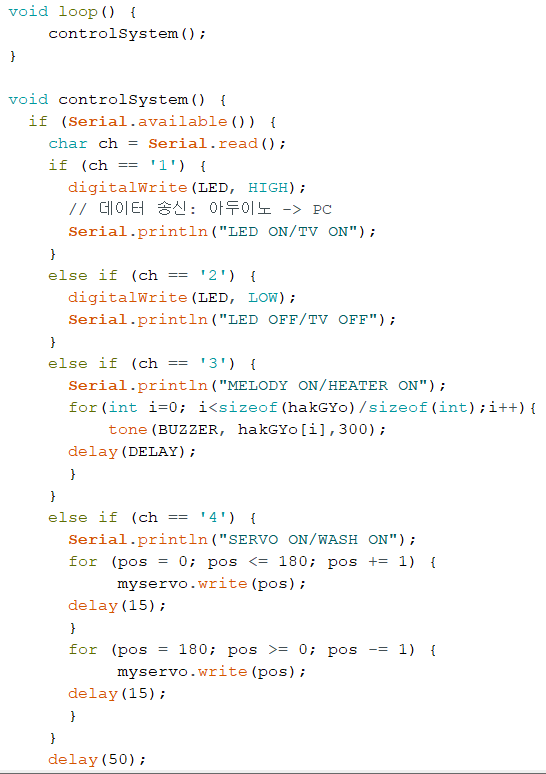 void loop() {
    controlSystem();
}

void controlSystem() {
  if (Serial.available()) {
    char ch = Serial.read();
    if (ch == '1') {
      digitalWrite(LED, HIGH);
      // 데이터 송신: 아두이노 -> PC
      Serial.println("LED ON/TV ON");
    }
    else if (ch == '2') {
      digitalWrite(LED, LOW);
      Serial.println("LED OFF/TV OFF");
    }
    else if (ch == '3') {
      Serial.println("MELODY ON/HEATER ON");
      for(int i=0; i<sizeof(hakGYo)/sizeof(int);i++){
          tone(BUZZER, hakGYo[i],300);
      delay(DELAY);
      }
    }
    else if (ch == '4') {
      Serial.println("SERVO ON/WASH ON");
      for (pos = 0; pos <= 180; pos += 1) {
           myservo.write(pos);
      delay(15);
      }
      for (pos = 180; pos >= 0; pos -= 1) {
           myservo.write(pos);
      delay(15);
      }
    }
    delay(50);